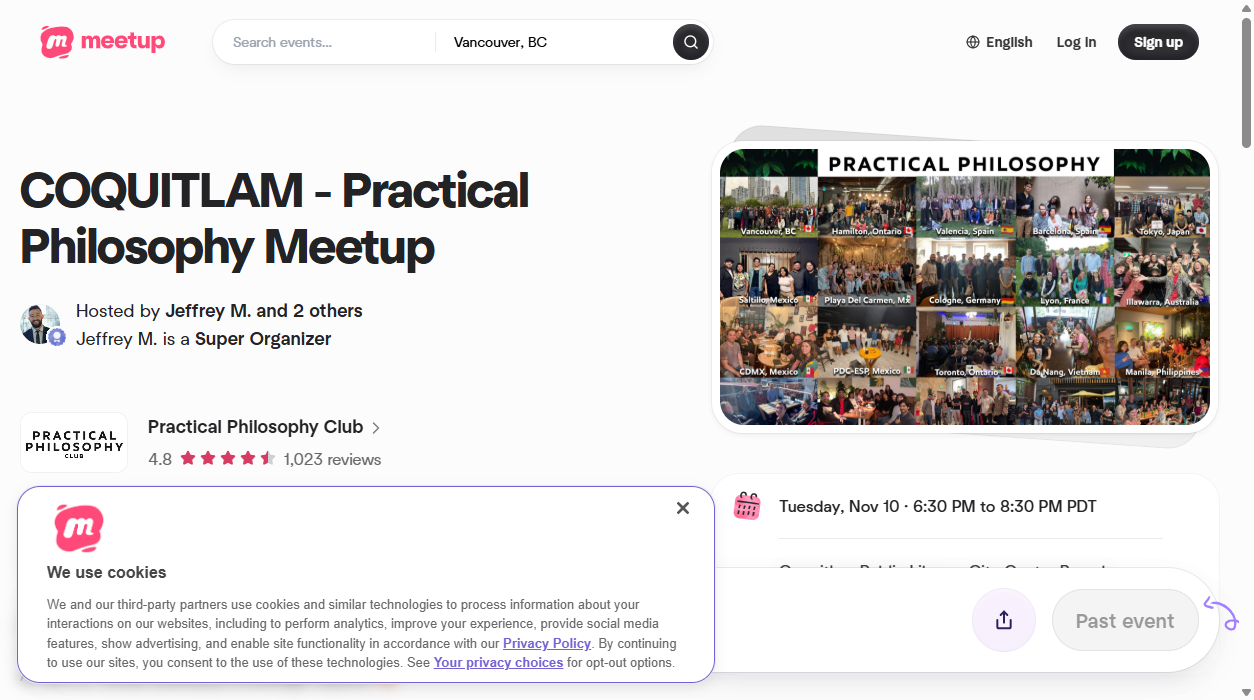 meetup
Search events...
Vancouver, BC
English
Log in
Sign up
COQUITLAM - Practical
Philosophy Meetup
Hosted by Jeffrey M. and 2 others
Jeffrey M. is a Super Organizer
PRACTICAL
PHILOSOPHY
CLUB
Practical Philosophy Club
4.8
1,023 reviews
PRACTICAL PHILOSOPHY
Vancouver, BC
Hamilton, Ontario
Valencia, Spain
Barcelona, Spain
Tokyo, Japan
Saltillo, Mexico
Playa Del Carmen, MX
Cologne, Germany
Lyon, France
Illawarra, Australia
CDMX, Mexico
PDC-ESP, Mexico
Toronto, Ontario
Da Nang, Vietnam
Manila, Philippines
Tuesday, Nov 10 · 6:30 PM to 8:30 PM PDT
Past event
m
We use cookies
We and our third-party partners use cookies and similar technologies to process information about your
interactions on our websites, including to perform analytics, improve your experience, provide social media
features, show advertising, and enable site functionality in accordance with our Privacy Policy. By continuing
to use our sites, you consent to the use of these technologies. See Your privacy choices for opt-out options.